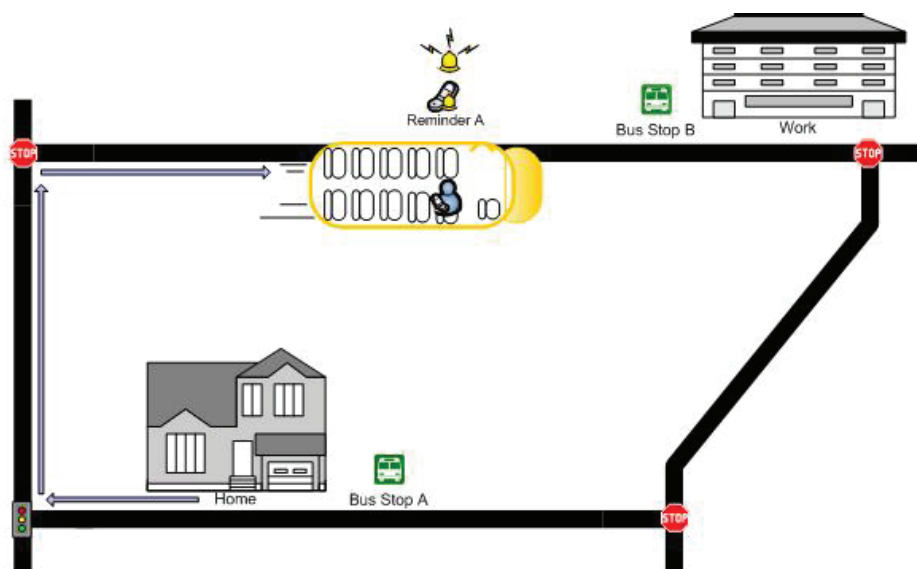 Reminder A
Bus Stop B
Work
STOP
STOP
Home
Bus Stop A
STOP